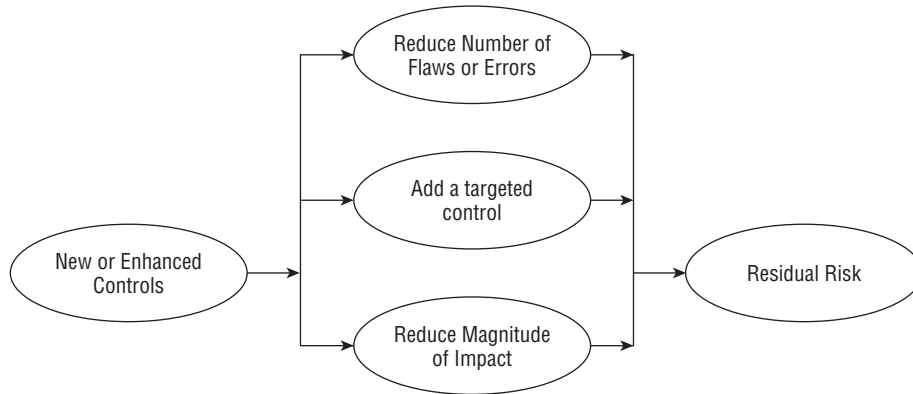 Reduce Number of
Flaws or Errors
Add a targeted
control
New or Enhanced
Controls
Residual Risk
Reduce Magnitude
of Impact